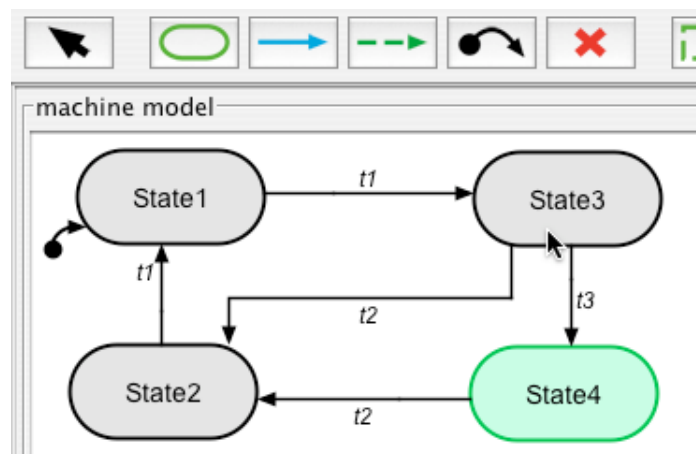 machine model
State1
t1
State3
t1
t2
t3
State2
t2
State4